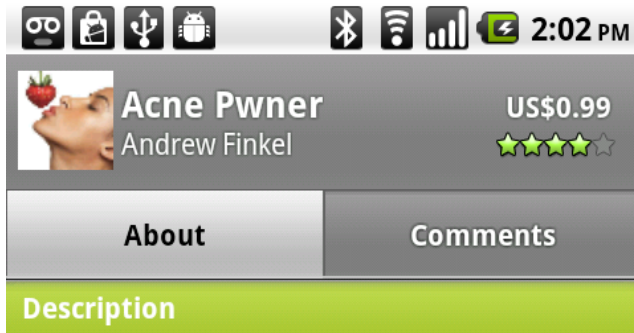 2:02 PM
Acne Pwner
US$0.99
Andrew Finkel
About
Comments
Description